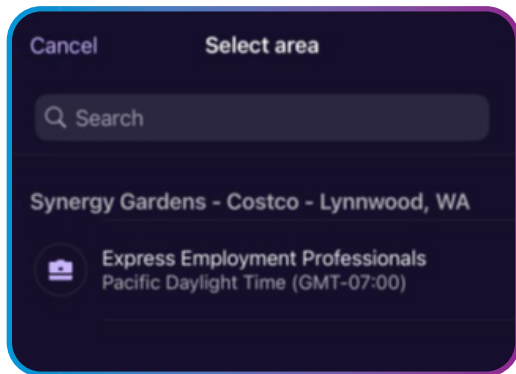 Cancel Select area
Search
Synergy Gardens - Costco - Lynnwood, WA
Express Employment Professionals
Pacific Daylight Time (GMT-07:00)